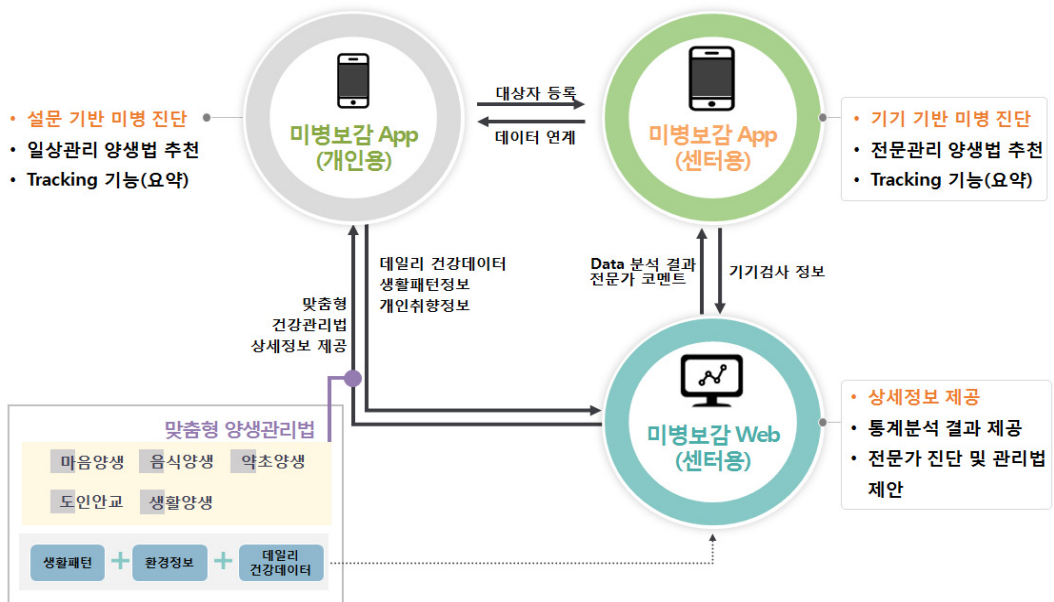 미병보감 App
(개인용)
대상자 등록
데이터 연계
미병보감 App
(센터용)
• 설문 기반 미병 진단
• 일상관리 양생법 추천
• Tracking 기능(요약)
• 기기 기반 미병 진단
• 전문관리 양생법 추천
• Tracking 기능(요약)
데일리 건강데이터
생활패턴정보
개인취향정보
맞춤형
건강관리법
상세정보 제공
Data 분석 결과
전문가 코멘트
기기검사 정보
미병보감 Web
(센터용)
• 상세정보 제공
• 통계분석 결과 제공
• 전문가 진단 및 관리법
제안
맞춤형 양생관리법
마음양생 음식양생 약초양생
도인안교 생활양생
생활패턴 + 환경정보 + 데일리
건강데이터